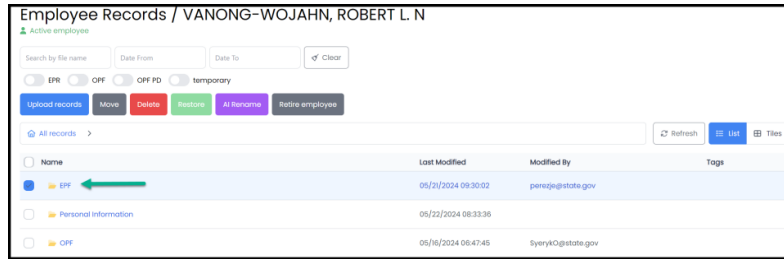 Employee Records / VANONG-WOJAHN, ROBERT L. N
Active employee
Search by file name Date From Date To Clear
EPR OPF OPF PD temporary
Upload records Move Delete Restore AI Rename Retire employee
All records > Refresh List Tiles
Name Last Modified Modified By Tags
EPF 05/21/2024 09:30:02 perezje@state.gov
Personal Information 05/22/2024 08:33:36
OPF 05/16/2024 06:47:45 SyerykO@state.gov